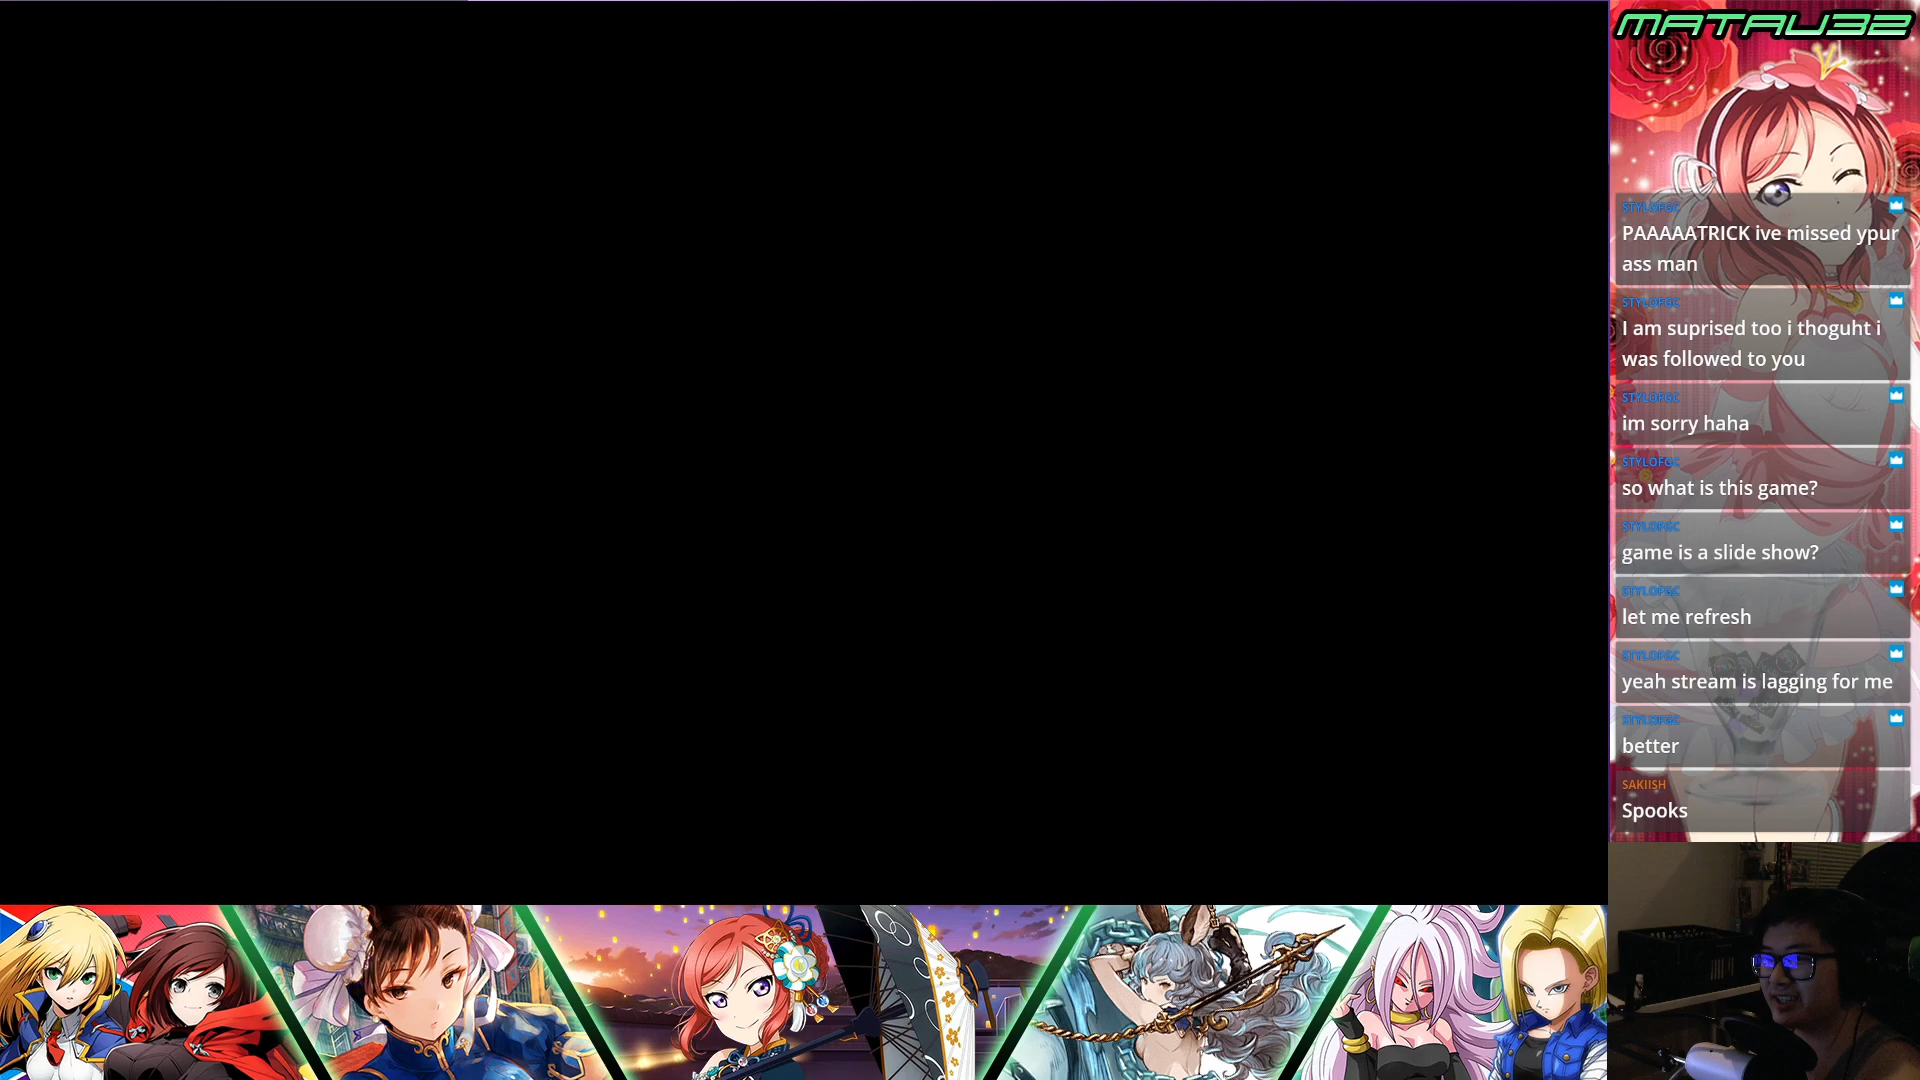 MATAU32
STYLOFGC
PAAAAATRICK ive missed ypur
ass man
STYLOFGC
I am suprised too i thoguht i
was followed to you
STYLOFGC
im sorry haha
STYLOFGC
so what is this game?
STYLOFGC
game is a slide show?
STYLOFGC
let me refresh
STYLOFGC
yeah stream is lagging for me
STYLOFGC
better
SAKIISH
Spooks